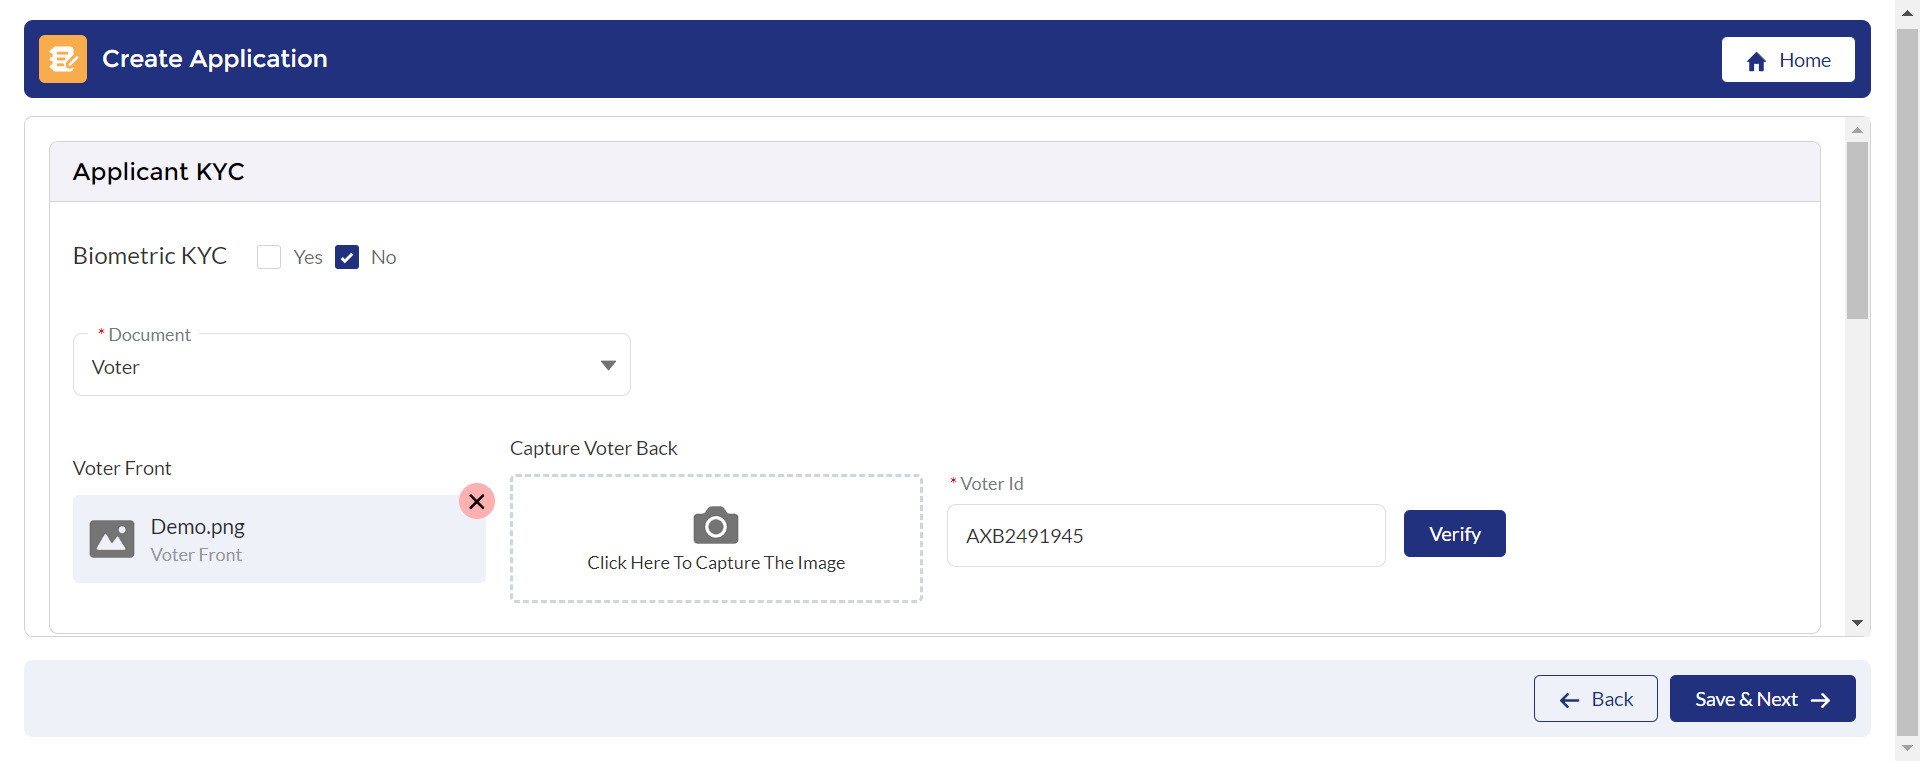 Create Application
Home
Applicant KYC
Biometric KYC Yes No
* Document
Voter
Voter Front
Demo.png
Voter Front
Capture Voter Back
Click Here To Capture The Image
* Voter Id
AXB2491945
Verify
Back
Save & Next